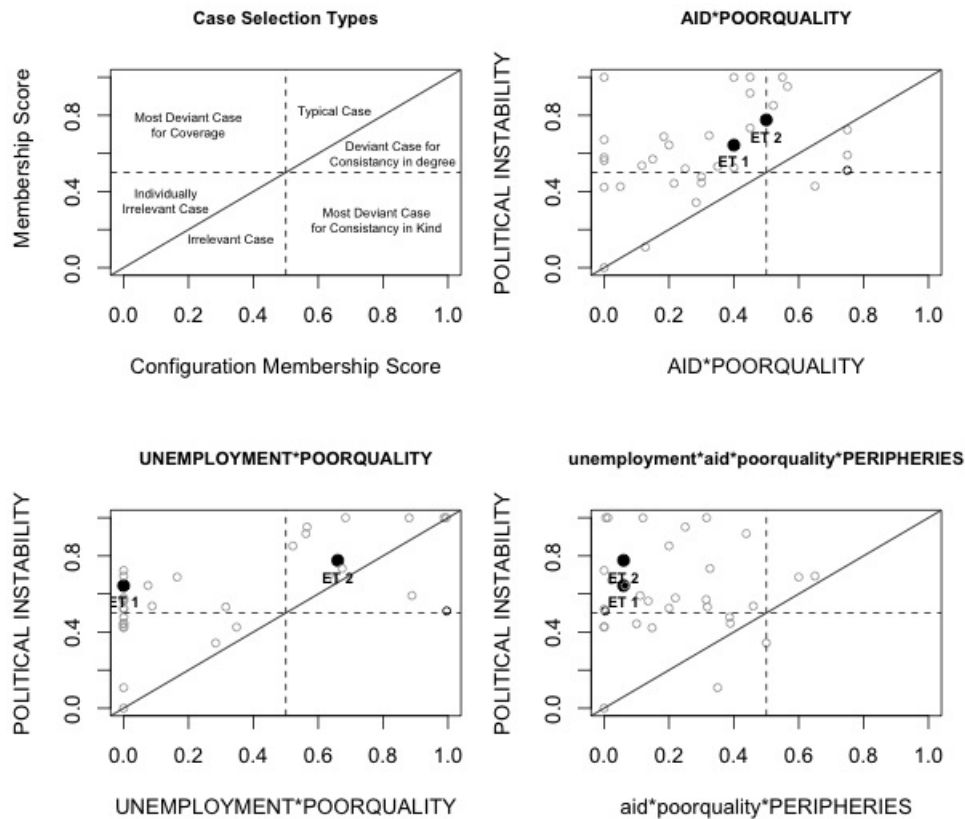 Case Selection Types
Membership Score
0.8
0.4
0.0
Most Deviant Case
for Coverage
Typical Case
Deviant Case for
Consistancy in degree
Individually
Irrelevant Case
Irrelevant Case
Most Deviant Case
for Consistancy in Kind
0.0 0.2 0.4 0.6 0.8 1.0
Configuration Membership Score
AID*POORQUALITY
POLITICAL INSTABILITY
0.8
0.4
0.0
ET 2
ET 1
0.0 0.2 0.4 0.6 0.8 1.0
AID*POORQUALITY
UNEMPLOYMENT*POORQUALITY
POLITICAL INSTABILITY
0.8
0.4
0.0
ET 2
ET 1
0.0 0.2 0.4 0.6 0.8 1.0
UNEMPLOYMENT*POORQUALITY
unemployment*aid*poorquality*PERIPHERIES
POLITICAL INSTABILITY
0.8
0.4
0.0
ET 2
ET 1
0.0 0.2 0.4 0.6 0.8 1.0
aid*poorquality*PERIPHERIES